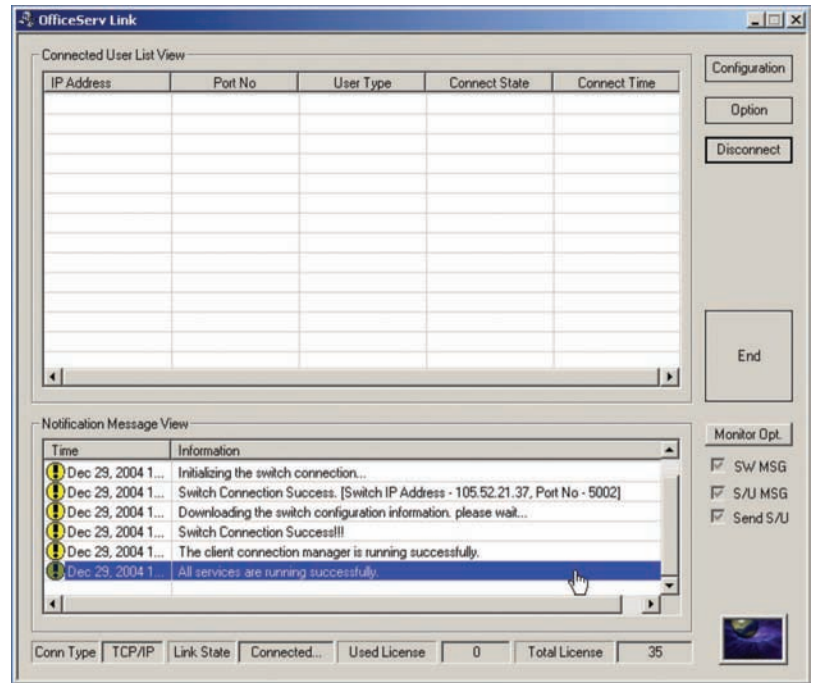 OfficeServ Link
Connected User List View
IP Address Port No User Type Connect State Connect Time
Configuration
Option
Disconnect
End
Notification Message View
Time Information
Dec 29, 2004 1... Initializing the switch connection...
Dec 29, 2004 1... Switch Connection Success. [Switch IP Address - 105.52.21.37, Port No - 5002]
Dec 29, 2004 1... Downloading the switch configuration information. please wait...
Dec 29, 2004 1... Switch Connection Success!!!
Dec 29, 2004 1... The client connection manager is running successfully.
Dec 29, 2004 1... All services are running successfully.
Monitor Opt.
SW MSG
S/U MSG
Send S/U
Conn Type TCP/IP Link State Connected... Used License 0 Total License 35